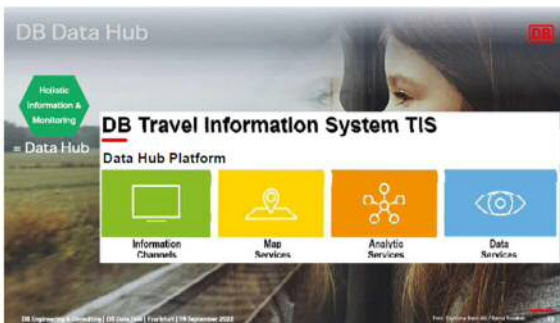 DB Data Hub
DB
Holistic
Information &
Monitoring
= Data Hub
DB Travel Information System TIS
Data Hub Platform
Information
Channels
Map
Services
Analytic
Services
Data
Services
DB Engineering & Consulting | DB Data Hub | Frankfurt | 19 September 2022